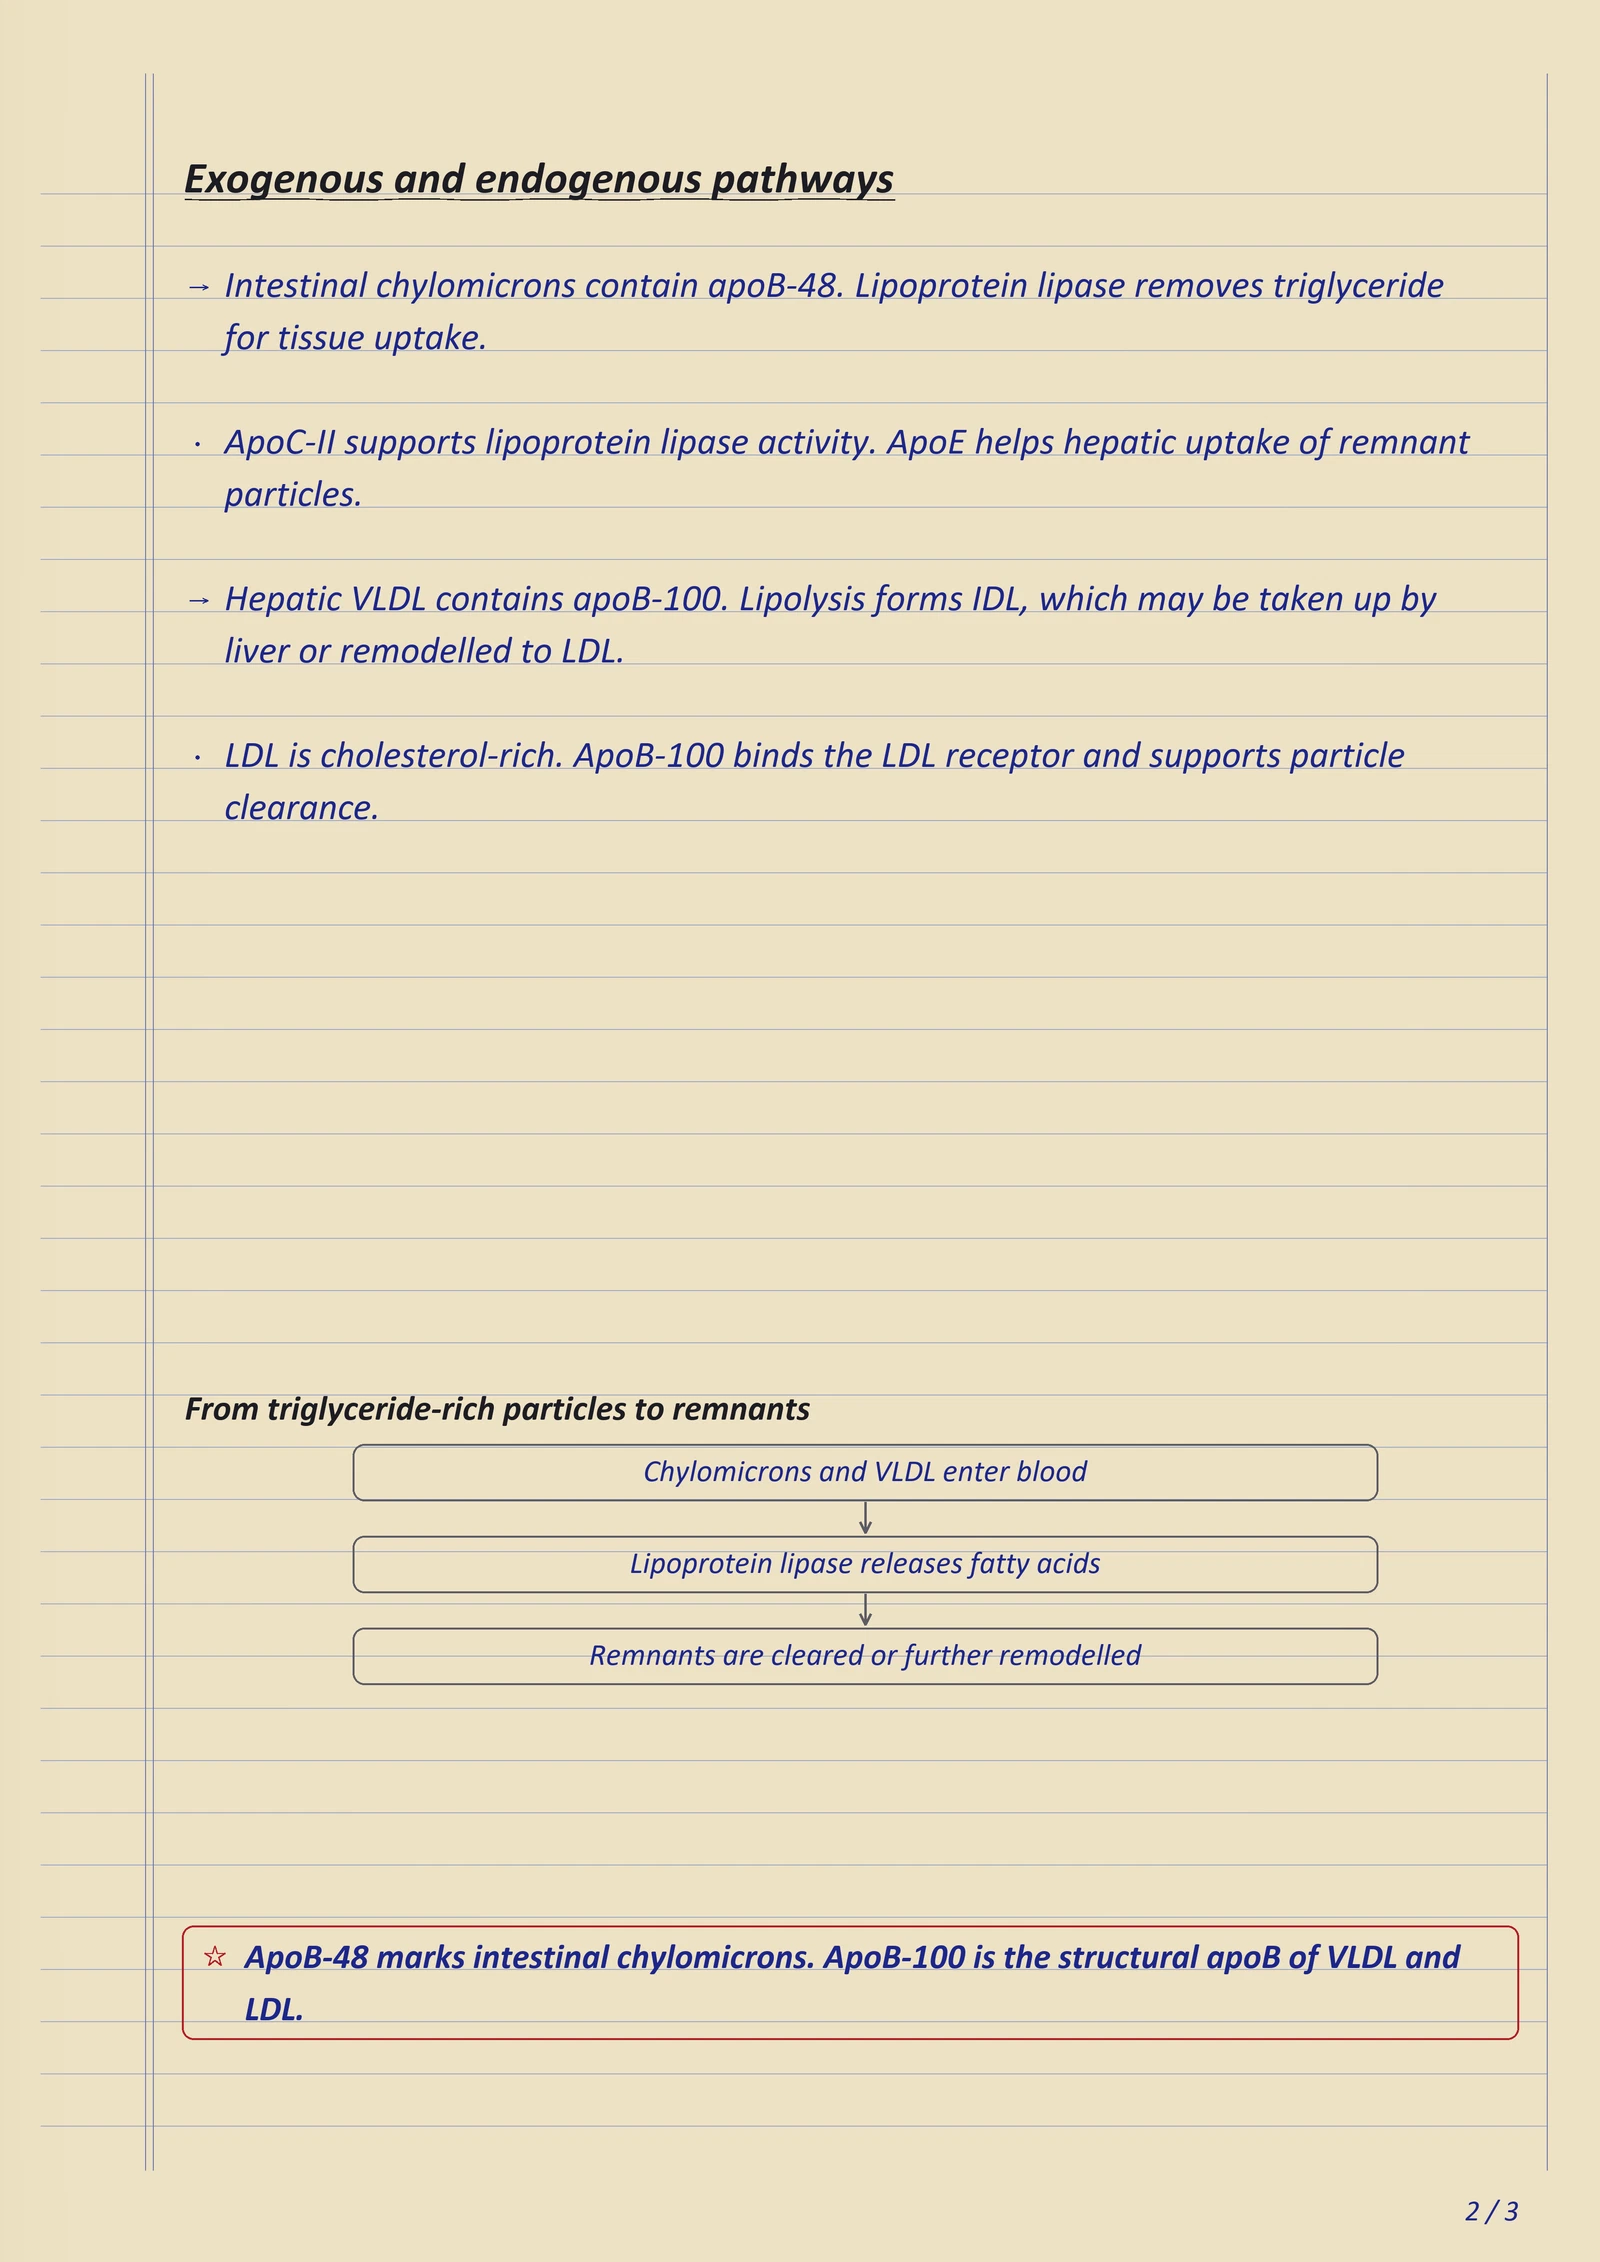 Exogenous and endogenous pathways
→ Intestinal chylomicrons contain apoB-48. Lipoprotein lipase removes triglyceride
for tissue uptake.
· ApoC-II supports lipoprotein lipase activity. ApoE helps hepatic uptake of remnant
particles.
→ Hepatic VLDL contains apoB-100. Lipolysis forms IDL, which may be taken up by
liver or remodelled to LDL.
· LDL is cholesterol-rich. ApoB-100 binds the LDL receptor and supports particle
clearance.
From triglyceride-rich particles to remnants
Chylomicrons and VLDL enter blood
Lipoprotein lipase releases fatty acids
Remnants are cleared or further remodelled
☆ ApoB-48 marks intestinal chylomicrons. ApoB-100 is the structural apoB of VLDL and
LDL.
2 / 3